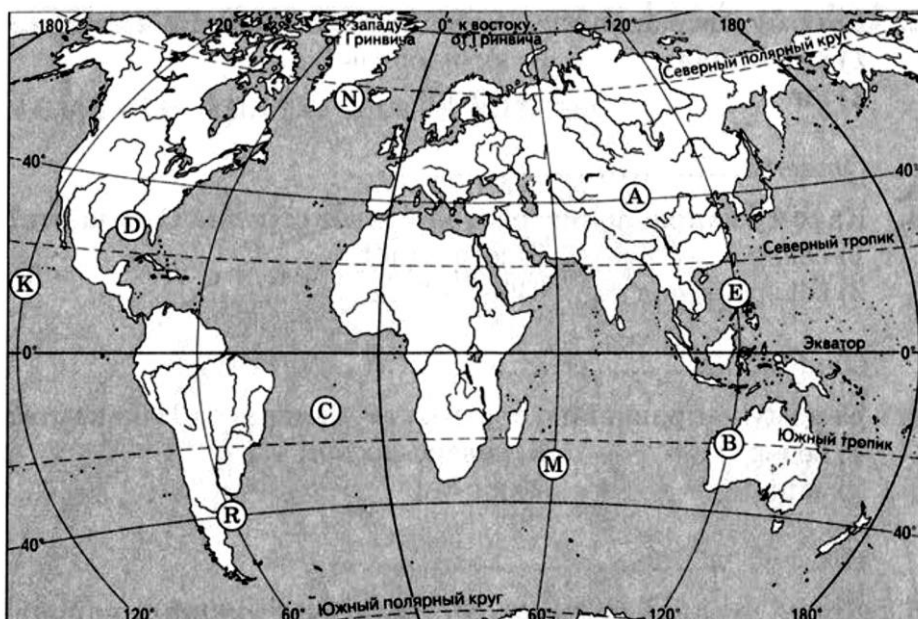 180° 120° к западу от Гринвича 0° к востоку от Гринвича 120° 180°
Северный полярный круг
N
40° 40°
A
D
Северный тропик
K
E
0° Экватор 0°
C
B
Южный тропик
M
R
40° 40°
Южный полярный круг
120° 60° 60° 120° 180°